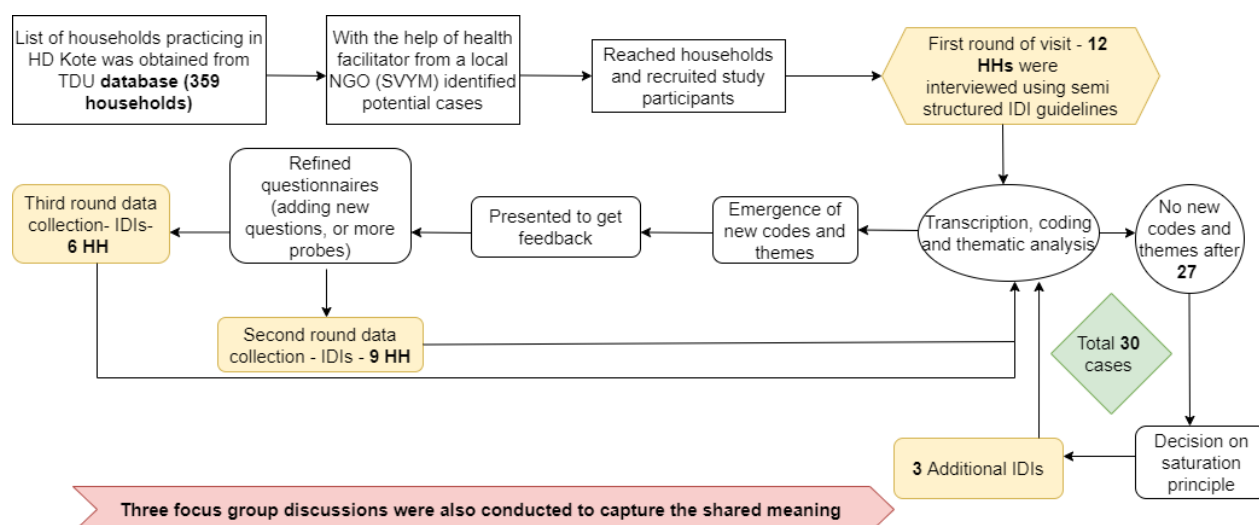 List of households practicing in
HD Kote was obtained from
TDU database (359
households)
With the help of health
facilitator from a local
NGO (SVYM) identified
potential cases
Reached households
and recruited study
participants
First round of visit - 12
HHs were
interviewed using semi
structured IDI guidelines
Third round data
collection- IDIs-
6 HH
Refined
questionnaires
(adding new
questions, or more
probes)
Presented to get
feedback
Emergence of
new codes and
themes
Transcription, coding
and thematic analysis
No new
codes and
themes after
27
Second round data
collection - IDIs - 9 HH
Total 30
cases
3 Additional IDIs
Decision on
saturation
principle
Three focus group discussions were also conducted to capture the shared meaning